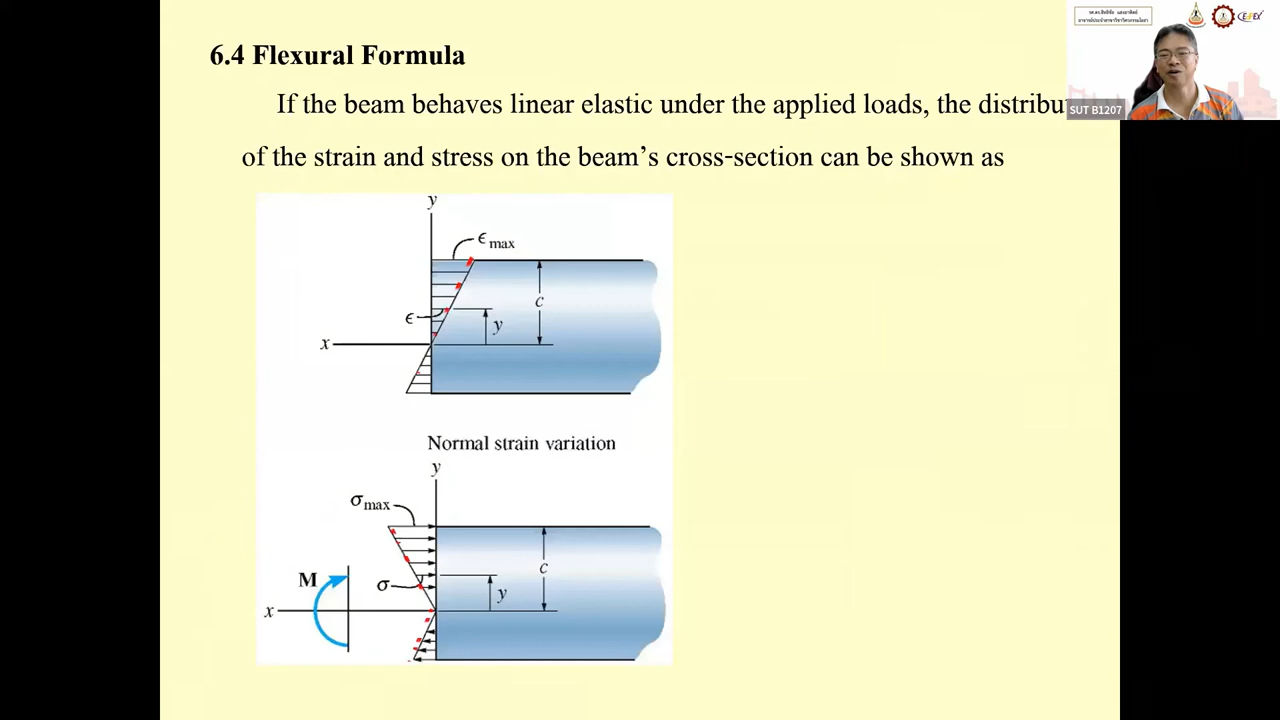 6.4 Flexural Formula
If the beam behaves linear elastic under the applied loads, the distribu
of the strain and stress on the beam’s cross-section can be shown as
SUT B1207
y
ϵ max
c
ϵ
y
x
Normal strain variation
y
σ max
c
M
σ
y
x